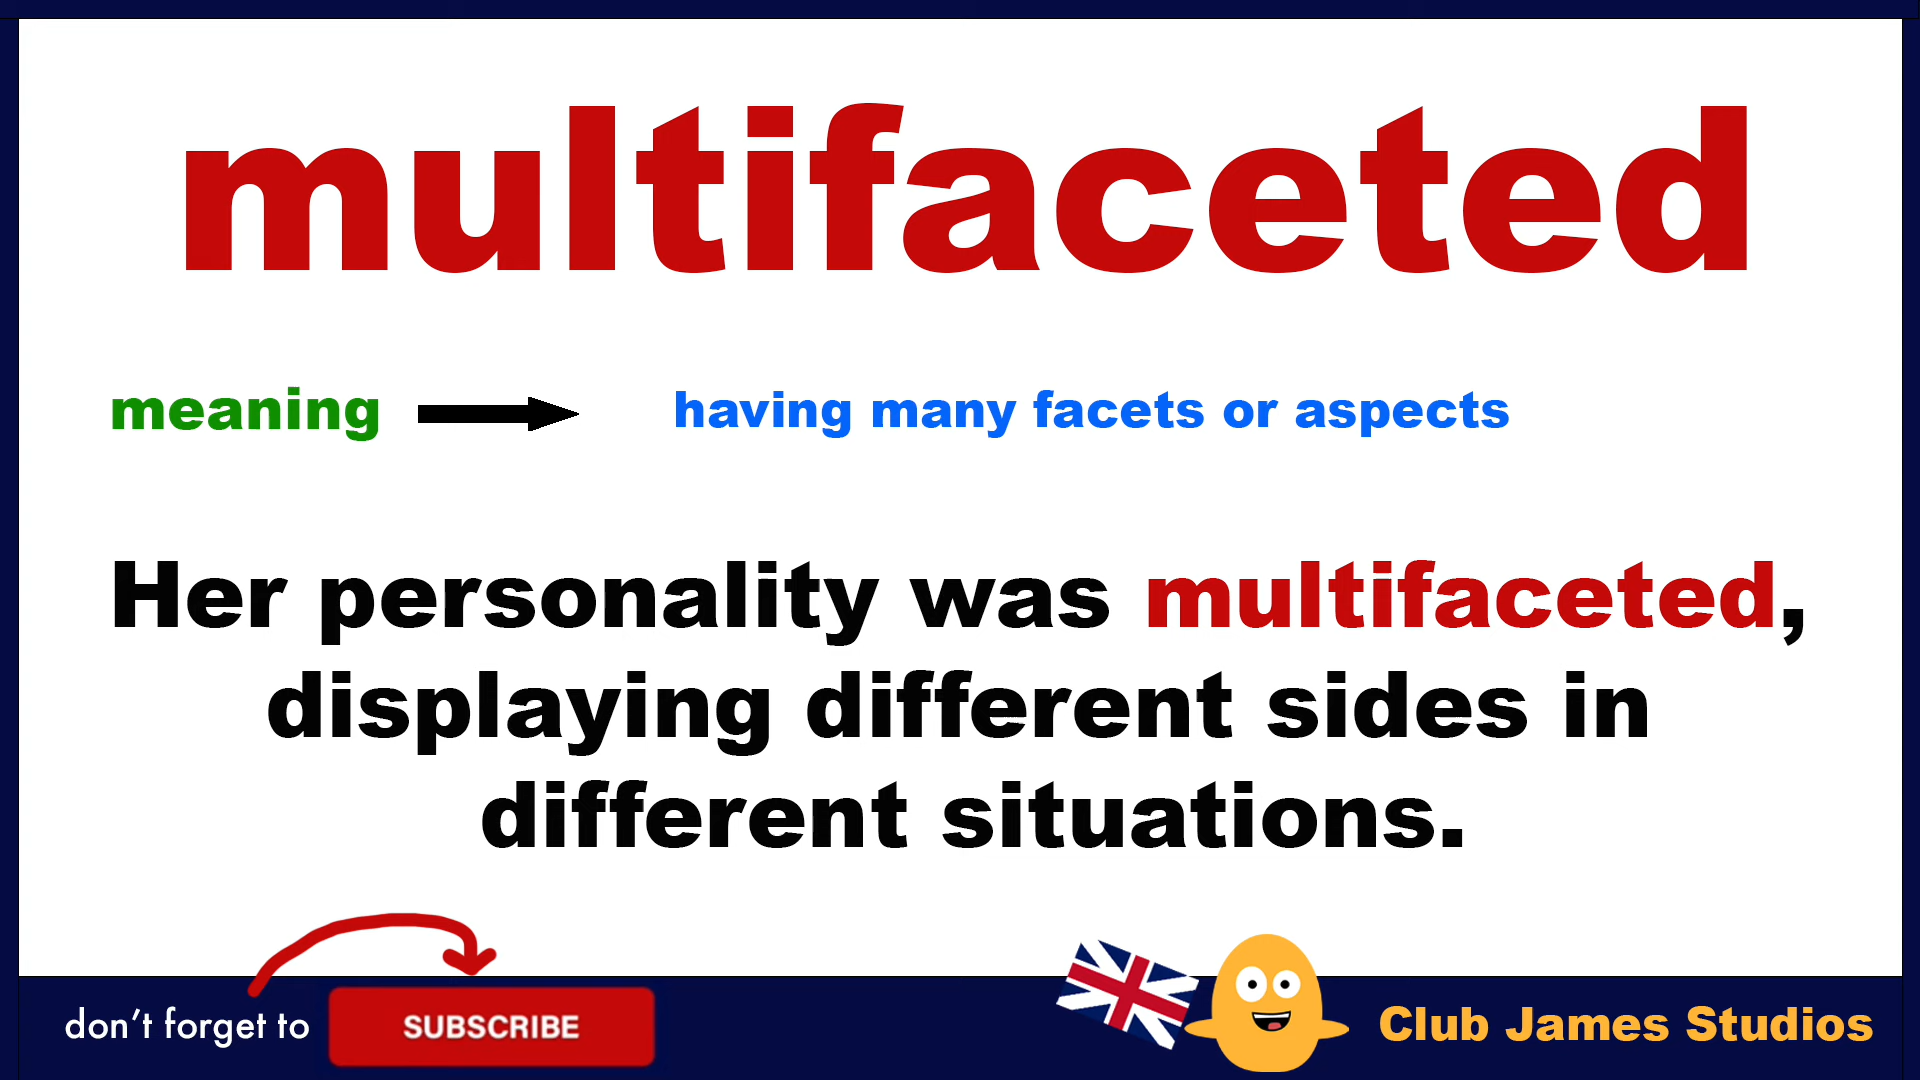 multifaceted
meaning having many facets or aspects
Her personality was multifaceted,
displaying different sides in
different situations.
don't forget to SUBSCRIBE Club James Studios